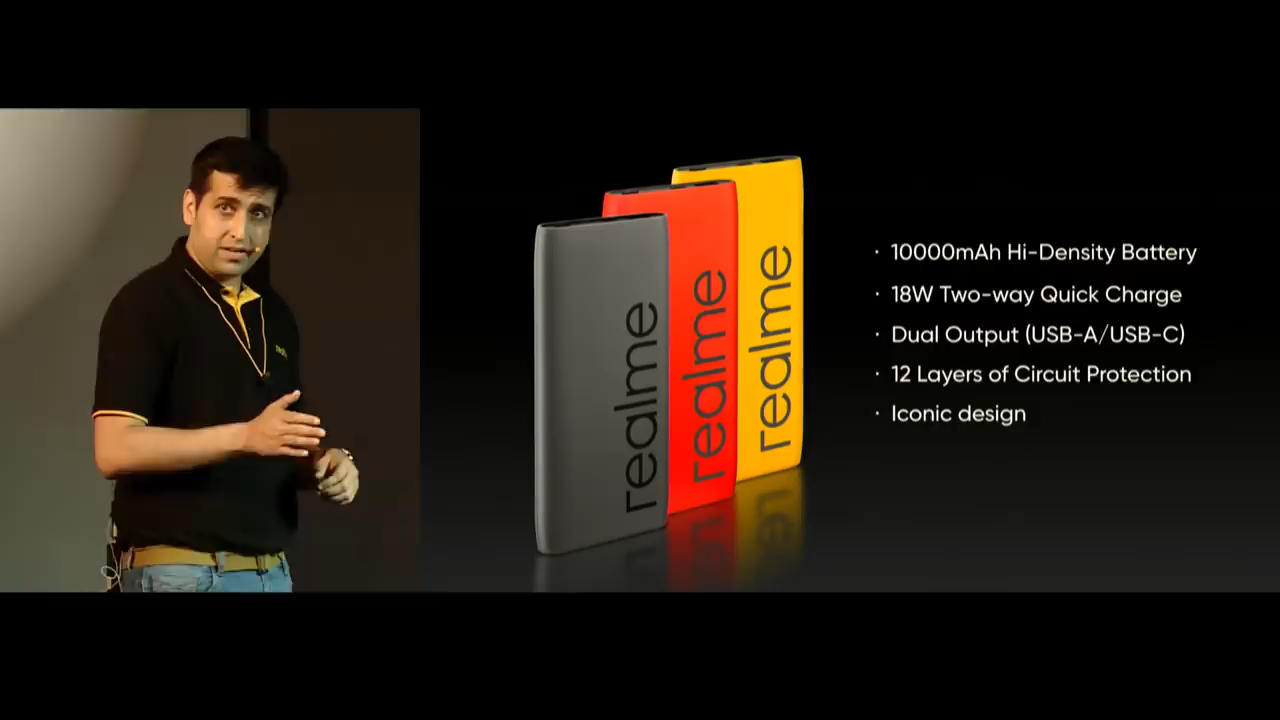 realme
realme
realme
· 10000mAh Hi-Density Battery
· 18W Two-way Quick Charge
· Dual Output (USB-A/USB-C)
· 12 Layers of Circuit Protection
· Iconic design